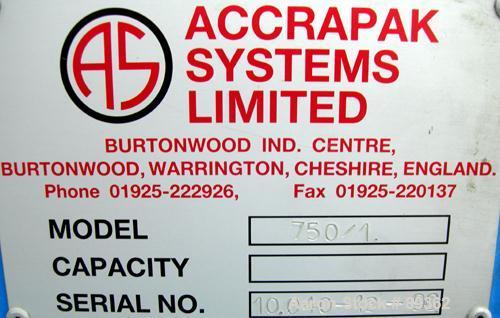 AS
ACCRAPAK
SYSTEMS
LIMITED
BURTONWOOD IND. CENTRE,
BURTONWOOD, WARRINGTON, CHESHIRE, ENGLAND.
Phone 01925-222926, Fax 01925-220137
MODEL 750/1.
CAPACITY
SERIAL NO.